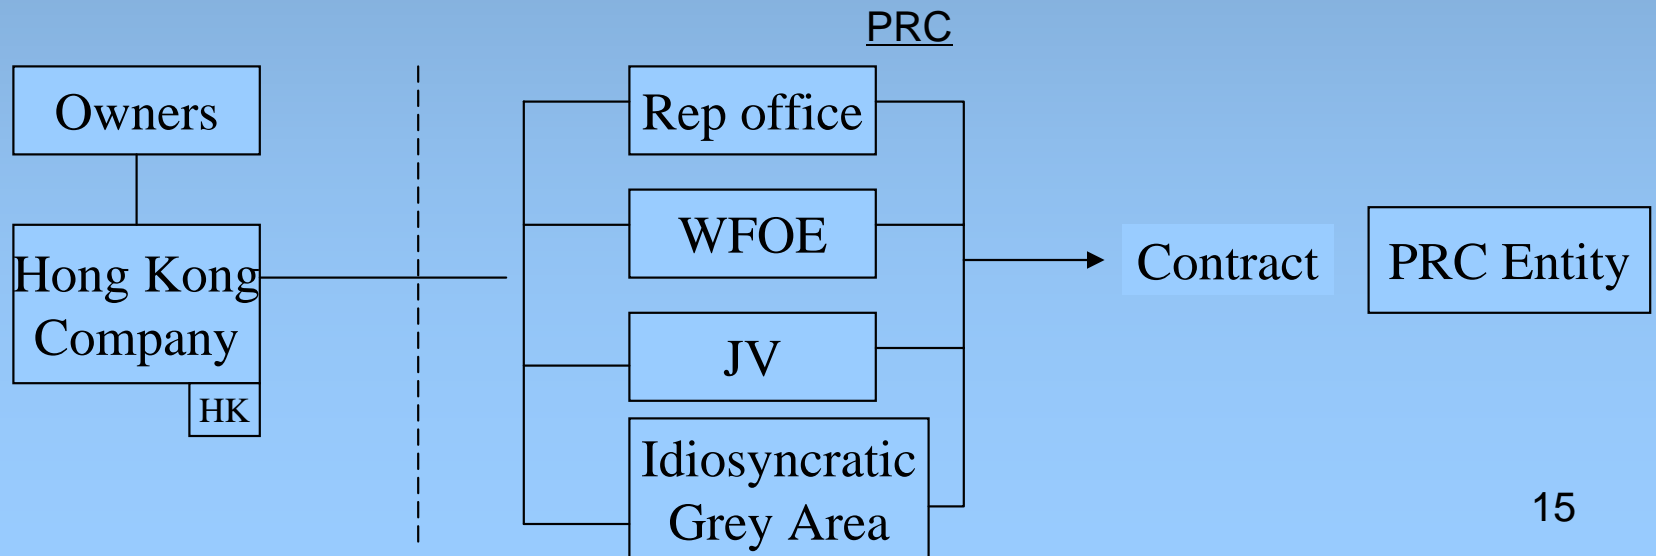 PRC
Owners
Hong Kong
Company
HK
Rep office
WFOE
JV
Idiosyncratic
Grey Area
Contract
PRC Entity
15